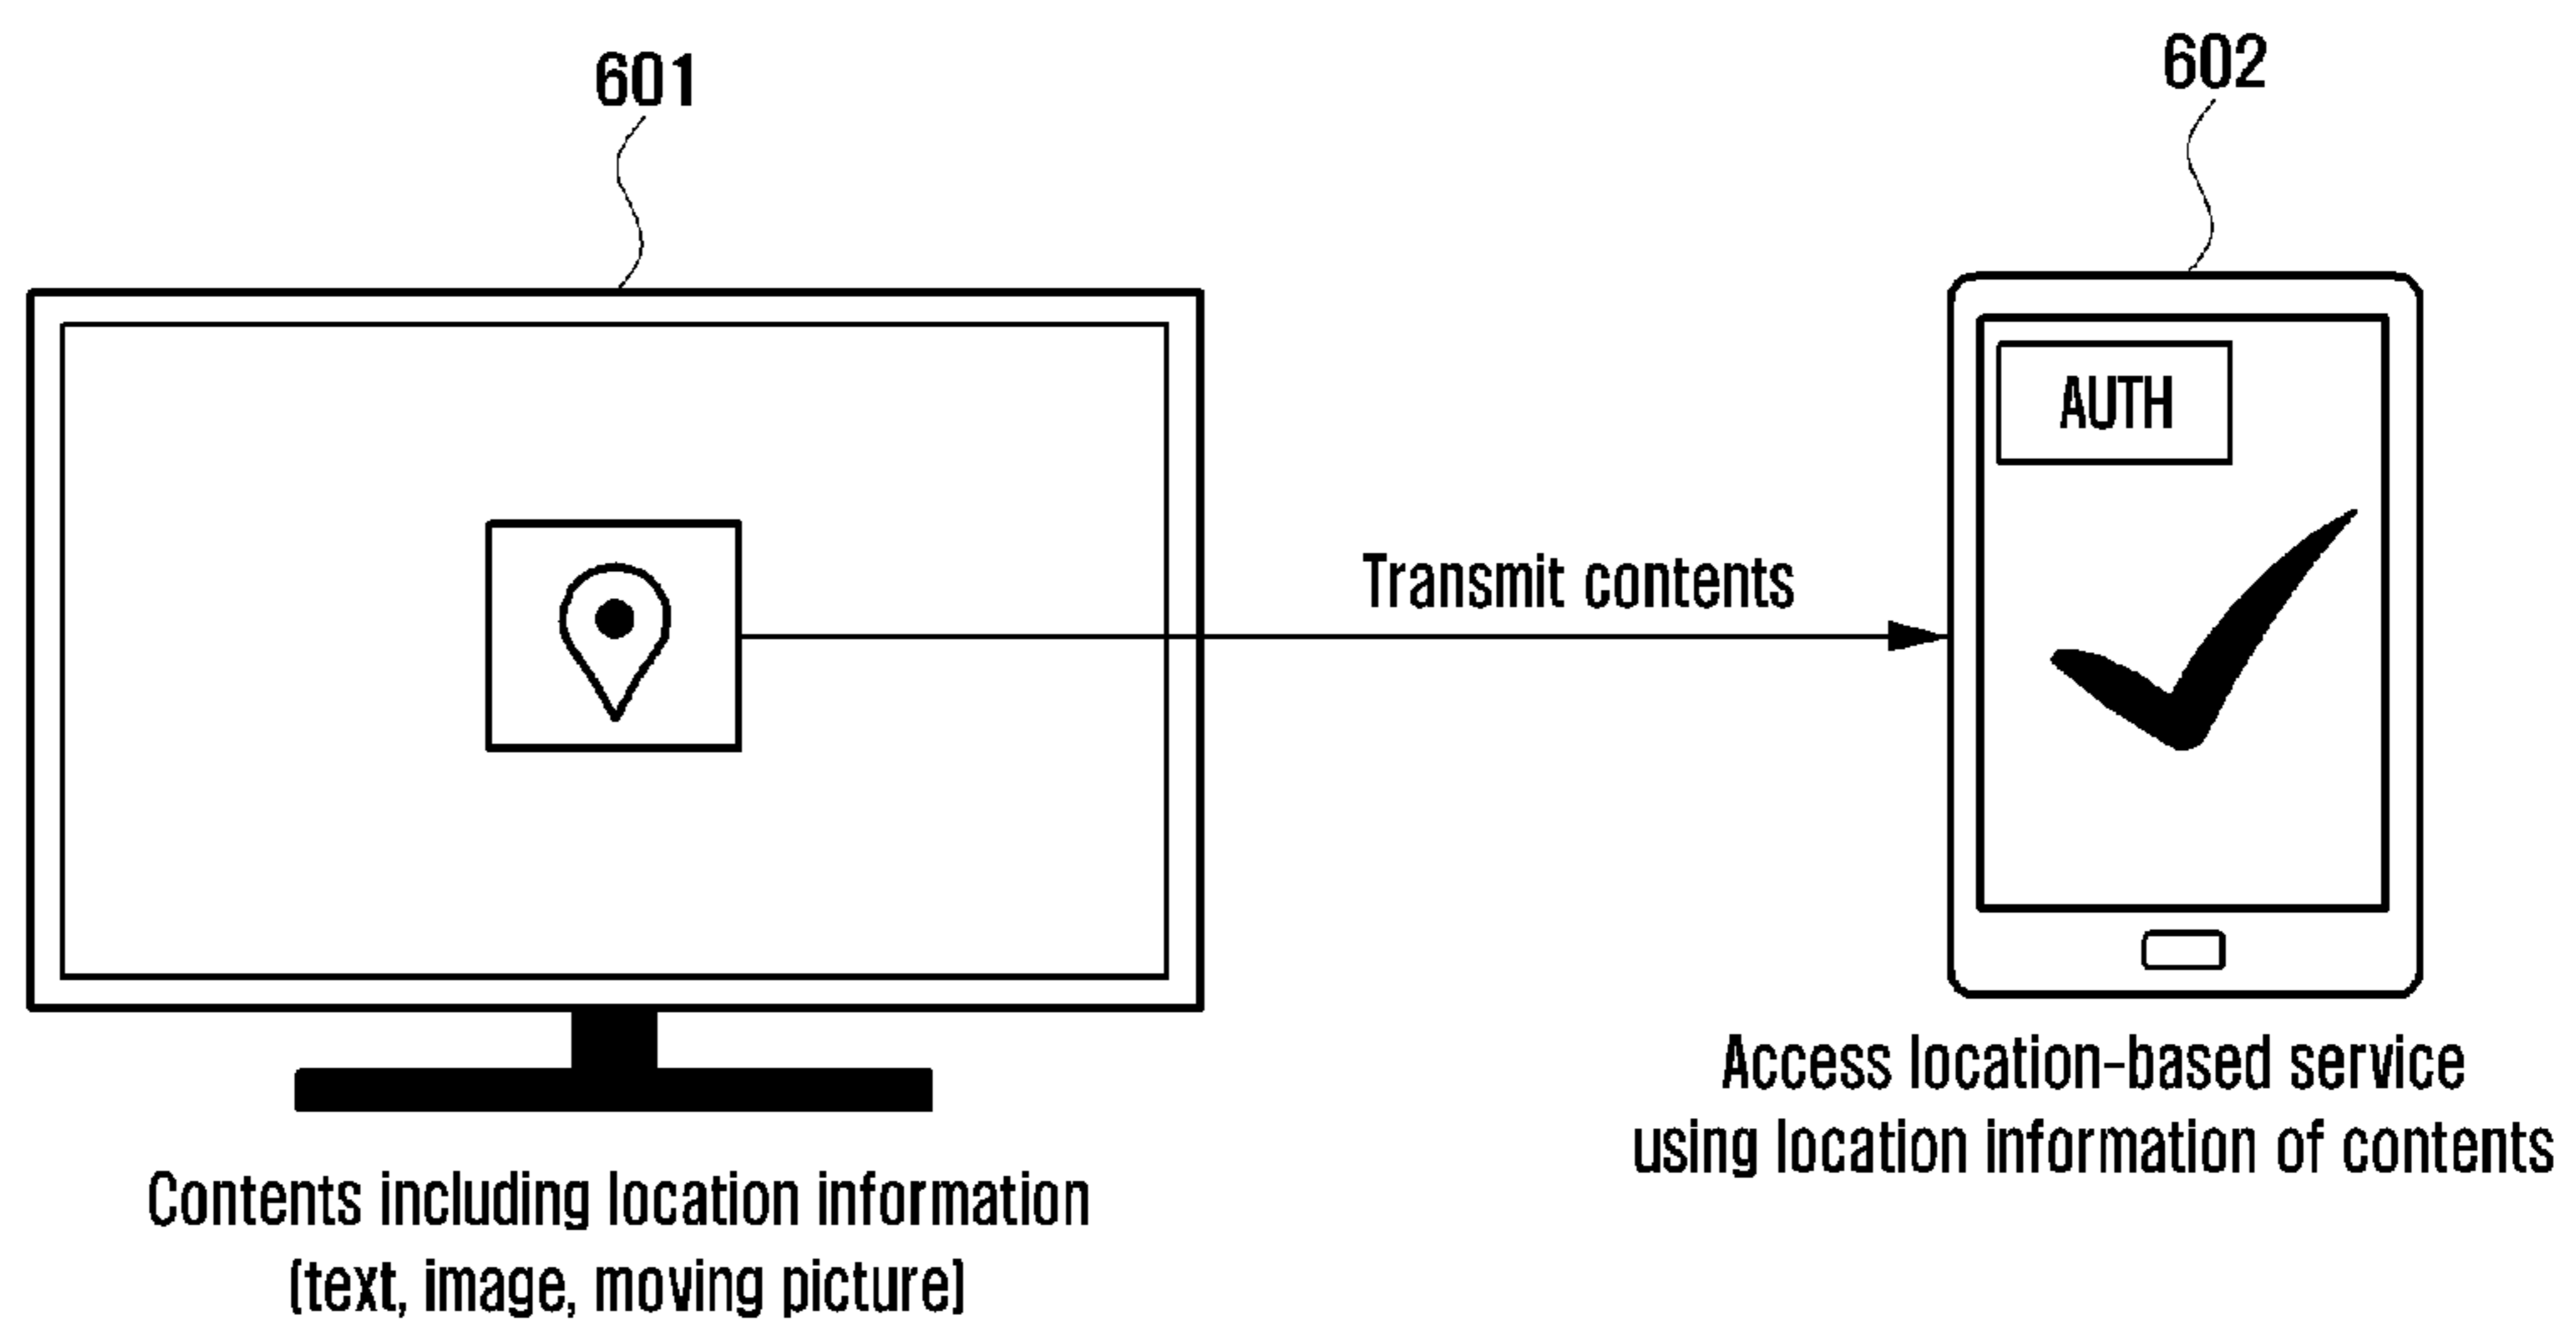 601
602
AUTH
Transmit contents
Access location-based service
using location information of contents
Contents including location information
(text, image, moving picture)